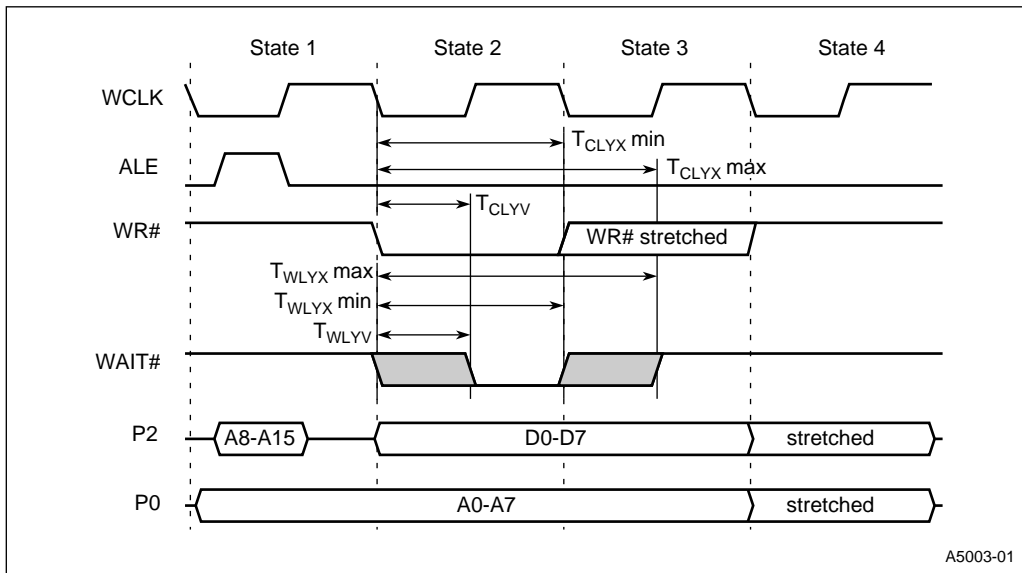 State 1 State 2 State 3 State 4
WCLK
T_CLYX min
ALE
T_CLYX max
T_CLYV
WR#
WR# stretched
T_WLYX max
T_WLYX min
T_WLYV
WAIT#
P2 A8-A15 D0-D7 stretched
P0 A0-A7 stretched
A5003-01